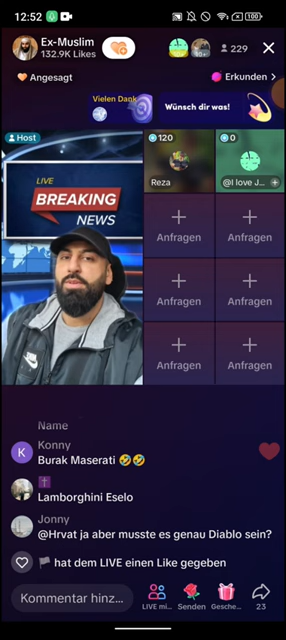 12:52
100
Ex-Muslim
132.9K Likes
229
Angesagt
Erkunden >
Vielen Dank
Wünsch dir was!
Host
120
0
LIVE
BREAKING
NEWS
Reza
@I love J...
Anfragen
Anfragen
Anfragen
Anfragen
Anfragen
Anfragen
Name
K
Konny
Burak Maserati 🤣🤣
✝️
Lamborghini Eselo
Jonny
@Hrvat ja aber musste es genau Diablo sein?
🏴 hat dem LIVE einen Like gegeben
Kommentar hinz...
LIVE mi...
Senden
Gesche...
23